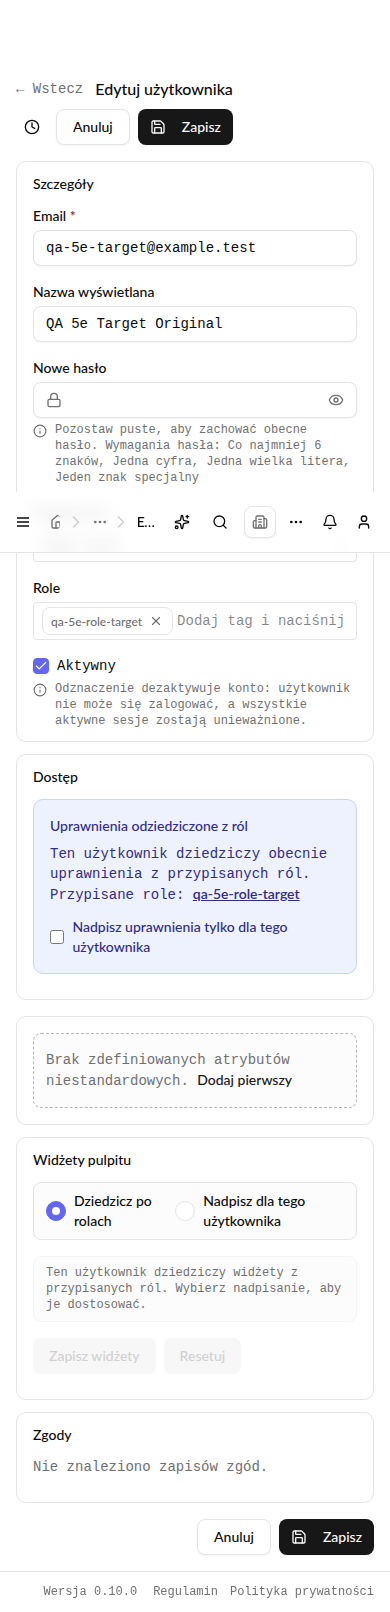 ← Wstecz Edytuj użytkownika
Anuluj Zapisz
Szczegóły
Email *
qa-5e-target@example.test
Nazwa wyświetlana
QA 5e Target Original
Nowe hasło
Pozostaw puste, aby zachować obecne
hasło. Wymagania hasła: Co najmniej 6
znaków, Jedna cyfra, Jedna wielka litera,
Jeden znak specjalny
E...
Role
qa-5e-role-target Dodaj tag i naciśnij
Aktywny
Odznaczenie dezaktywuje konto: użytkownik
nie może się zalogować, a wszystkie
aktywne sesje zostają unieważnione.
Dostęp
Uprawnienia odziedziczone z ról
Ten użytkownik dziedziczy obecnie
uprawnienia z przypisanych ról.
Przypisane role: qa-5e-role-target
Nadpisz uprawnienia tylko dla tego
użytkownika
Brak zdefiniowanych atrybutów
niestandardowych. Dodaj pierwszy
Widżety pulpitu
Dziedzicz po
rolach
Nadpisz dla tego
użytkownika
Ten użytkownik dziedziczy widżety z
przypisanych ról. Wybierz nadpisanie, aby
je dostosować.
Zapisz widżety Resetuj
Zgody
Nie znaleziono zapisów zgód.
Anuluj Zapisz
Wersja 0.10.0 Regulamin Polityka prywatności